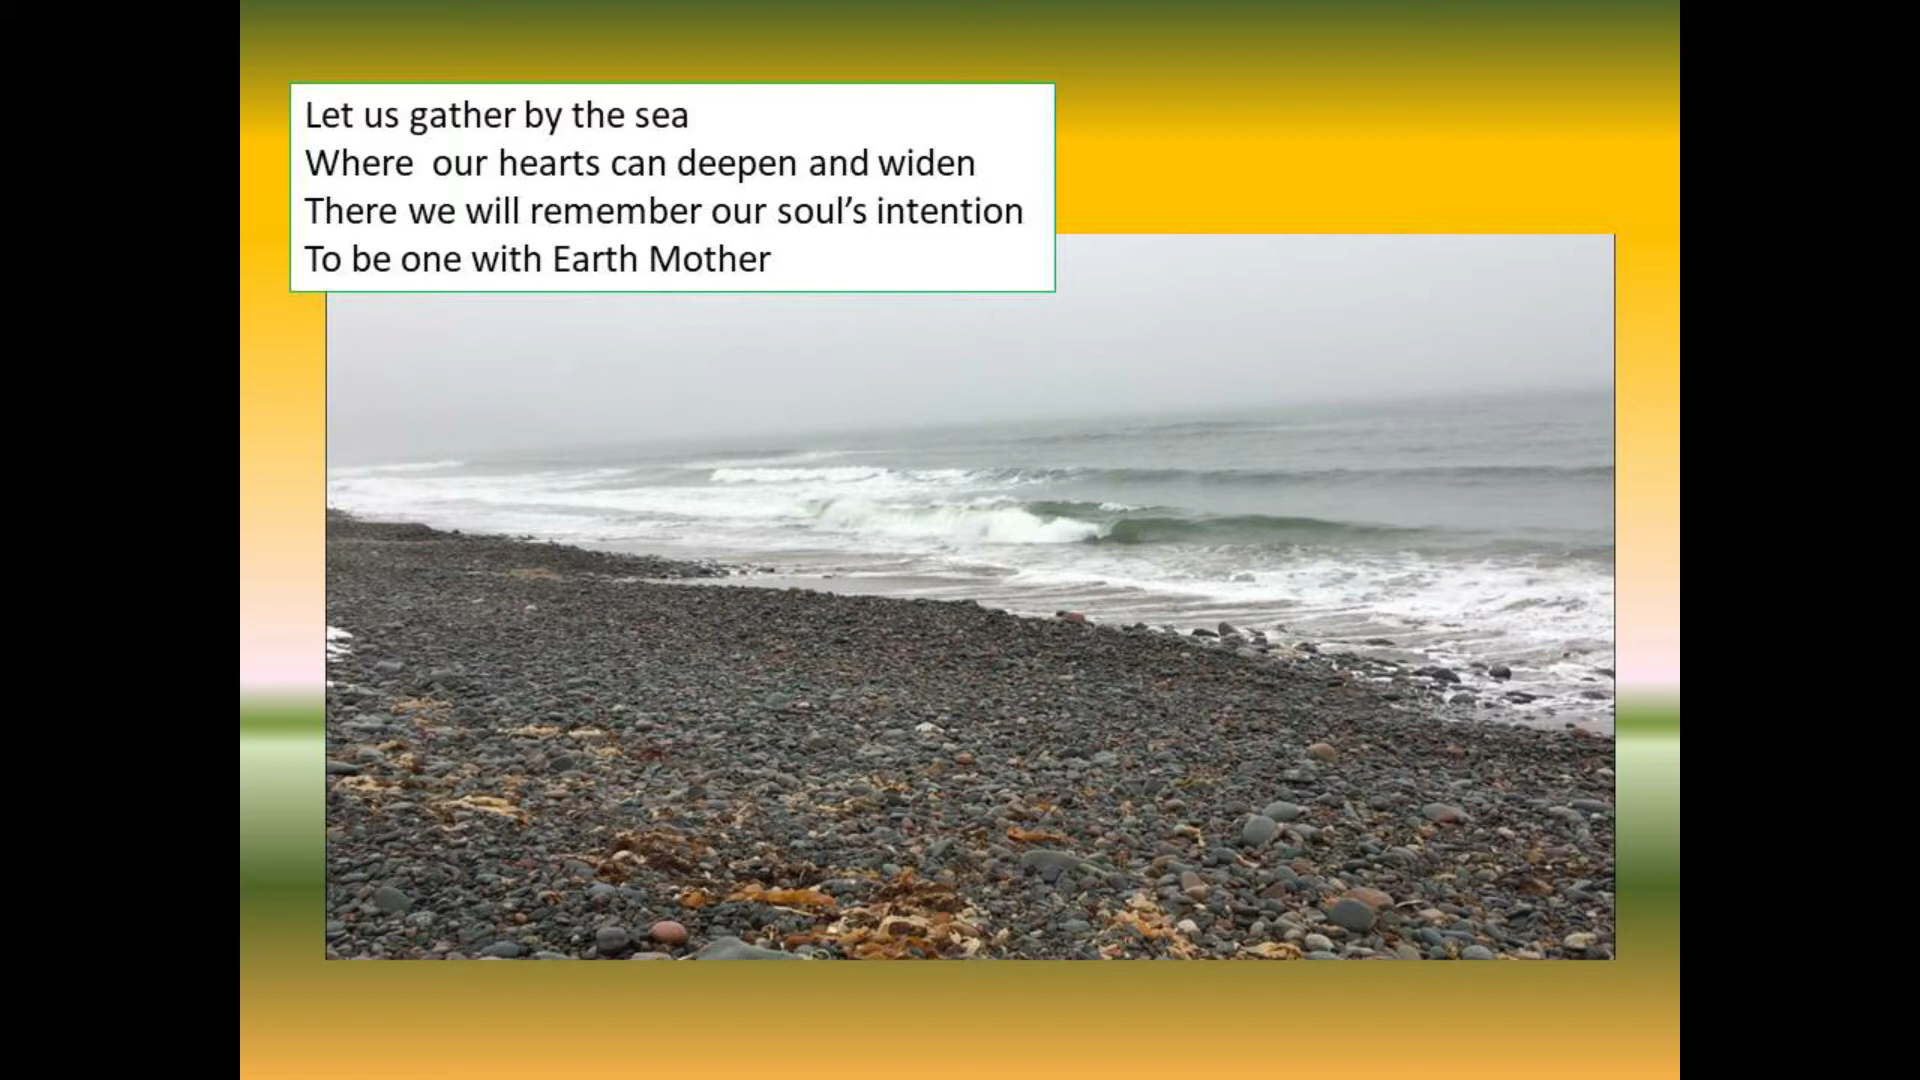 Let us gather by the sea
Where  our hearts can deepen and widen
There we will remember our soul’s intention
To be one with Earth Mother